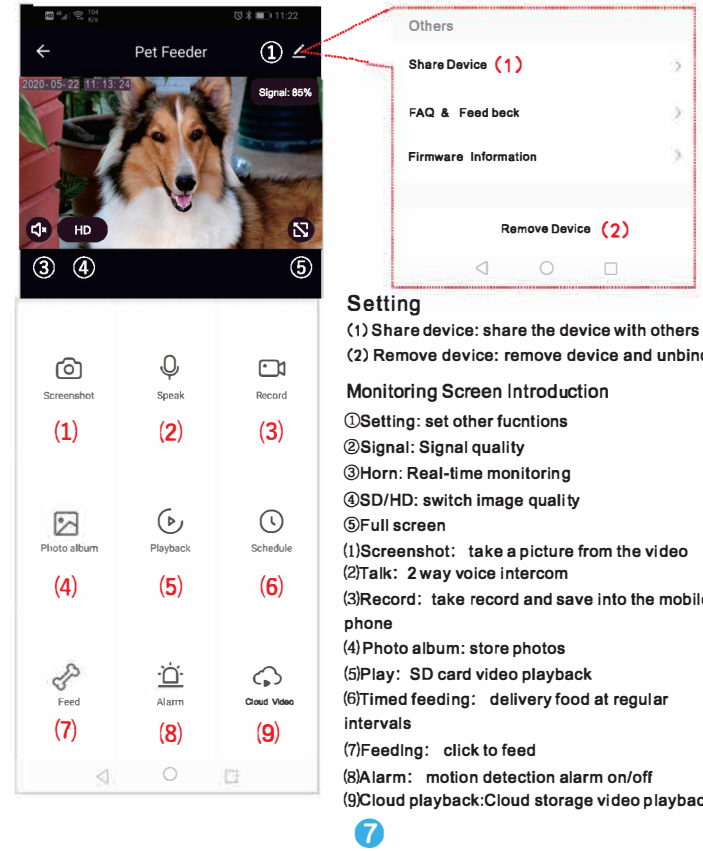 HD 4G 104 K/s 11:22
Pet Feeder ①
2020-05-22 11:13:24
Signal: 85%
HD
③ ④ ⑤
Screenshot Speak Record
(1) (2) (3)
Photo album Playback Schedule
(4) (5) (6)
Feed Alarm Cloud Video
(7) (8) (9)
Others
Share Device (1)
FAQ & Feed beck
Firmware Information
Remove Device (2)
Setting
(1) Share device: share the device with others
(2) Remove device: remove device and unbin
Monitoring Screen Introduction
①Setting: set other fucntions
②Signal: Signal quality
③Horn: Real-time monitoring
④SD/HD: switch image quality
⑤Full screen
(1)Screenshot: take a picture from the video
(2)Talk: 2 way voice intercom
(3)Record: take record and save into the mobile
phone
(4)Photo album: store photos
(5)Play: SD card video playback
(6)Timed feeding: delivery food at regular
intervals
(7)Feeding: click to feed
(8)Alarm: motion detection alarm on/off
(9)Cloud playback:Cloud storage video playbac
7